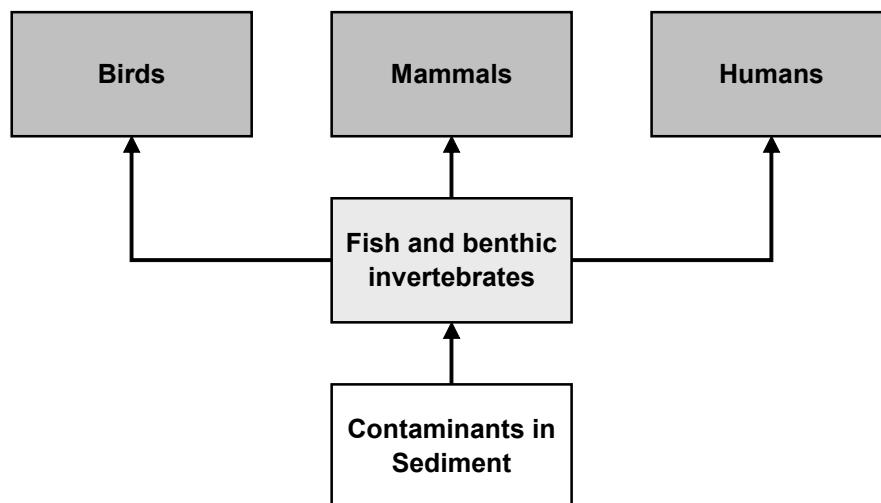 Birds
Mammals
Humans
Fish and benthic
invertebrates
Contaminants in
Sediment